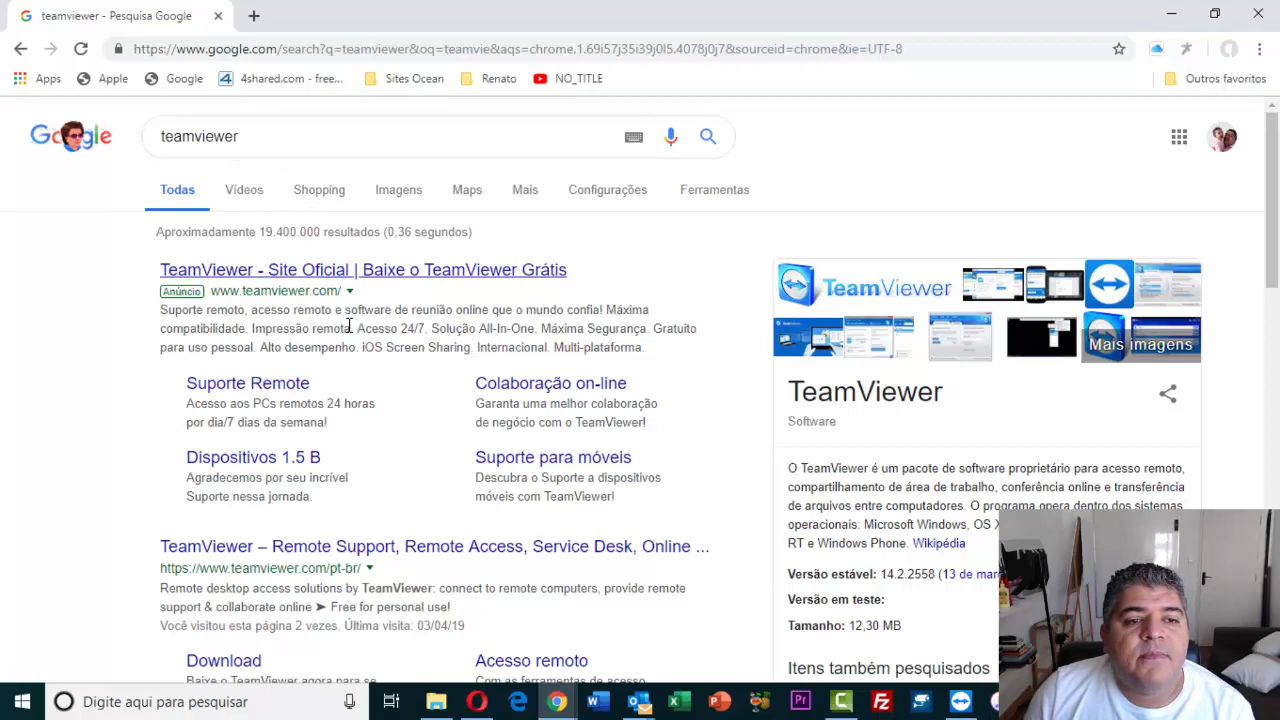 teamviewer - Pesquisa Google
https://www.google.com/search?q=teamviewer&oq=teamvie&aqs=chrome.1.69i57j35i39j0l5.4078j0j7&sourceid=chrome&ie=UTF-8
Apps Apple Google 4shared.com - free... Sites Ocean Renato NO_TITLE Outros favoritos
Google
teamviewer
Todas Vídeos Shopping Imagens Maps Mais Configurações Ferramentas
Aproximadamente 19.400.000 resultados (0,36 segundos)
TeamViewer - Site Oficial | Baixe o TeamViewer Grátis
Anúncio www.teamviewer.com/
Suporte remoto, acesso remoto e software de reunião online que o mundo confia! Máxima
compatibilidade. Impressão remota. Acesso 24/7. Solução All-In-One. Máxima Segurança. Gratuito
para uso pessoal. Alto desempenho. iOS Screen Sharing. Internacional. Multi-plataforma.
Suporte Remote
Acesso aos PCs remotos 24 horas
por dia/7 dias da semana!
Colaboração on-line
Garanta uma melhor colaboração
de negócio com o TeamViewer!
Dispositivos 1.5 B
Agradecemos por seu incrível
Suporte nessa jornada.
Suporte para móveis
Descubra o Suporte a dispositivos
móveis com TeamViewer!
TeamViewer – Remote Support, Remote Access, Service Desk, Online ...
https://www.teamviewer.com/pt-br/
Remote desktop access solutions by TeamViewer: connect to remote computers, provide remote
support & collaborate online ➤ Free for personal use!
Você visitou esta página 2 vezes. Última visita: 03/04/19
Download
Baixe o TeamViewer agora para se
Acesso remoto
Com as ferramentas de acesso
TeamViewer
Mais imagens
TeamViewer
Software
O TeamViewer é um pacote de software proprietário para acesso remoto,
compartilhamento de área de trabalho, conferência online e transferência
de arquivos entre computadores. O programa opera dentro dos sistemas
operacionais: Microsoft Windows, OS X
RT e Windows Phone. Wikipédia
Versão estável: 14.2.2558 (13 de mar
Versão em teste:
Tamanho: 12,30 MB
Itens também pesquisados
Digite aqui para pesquisar